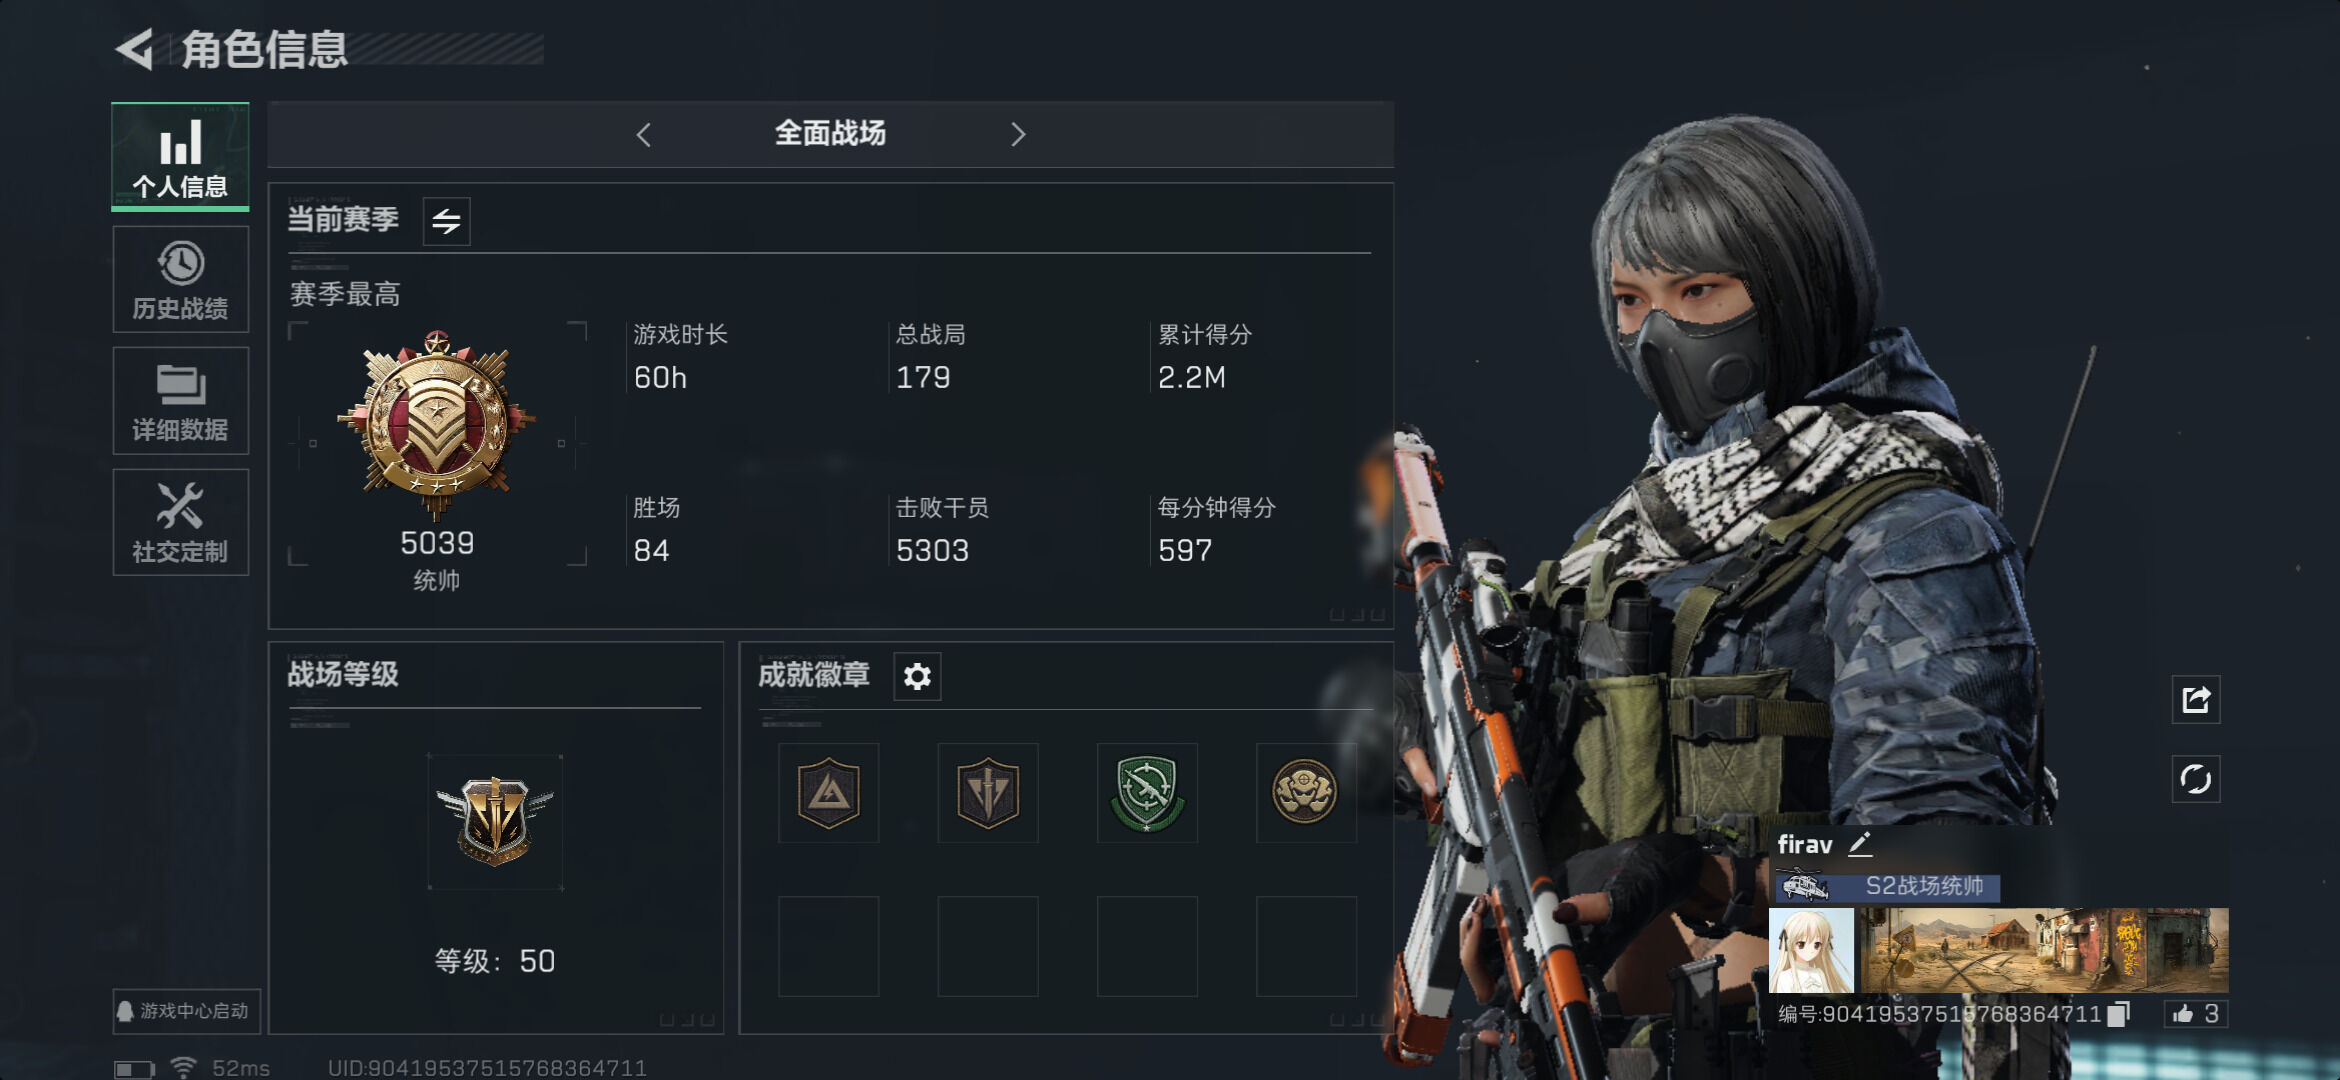 角色信息
个人信息
历史战绩
详细数据
社交定制
全面战场
当前赛季
赛季最高
5039
统帅
游戏时长
60h
总战局
179
累计得分
2.2M
胜场
84
击败干员
5303
每分钟得分
597
战场等级
等级：50
成就徽章
firav
S2战场统帅
编号:90419537515768364711
3
游戏中心启动
52ms
UID:90419537515768364711